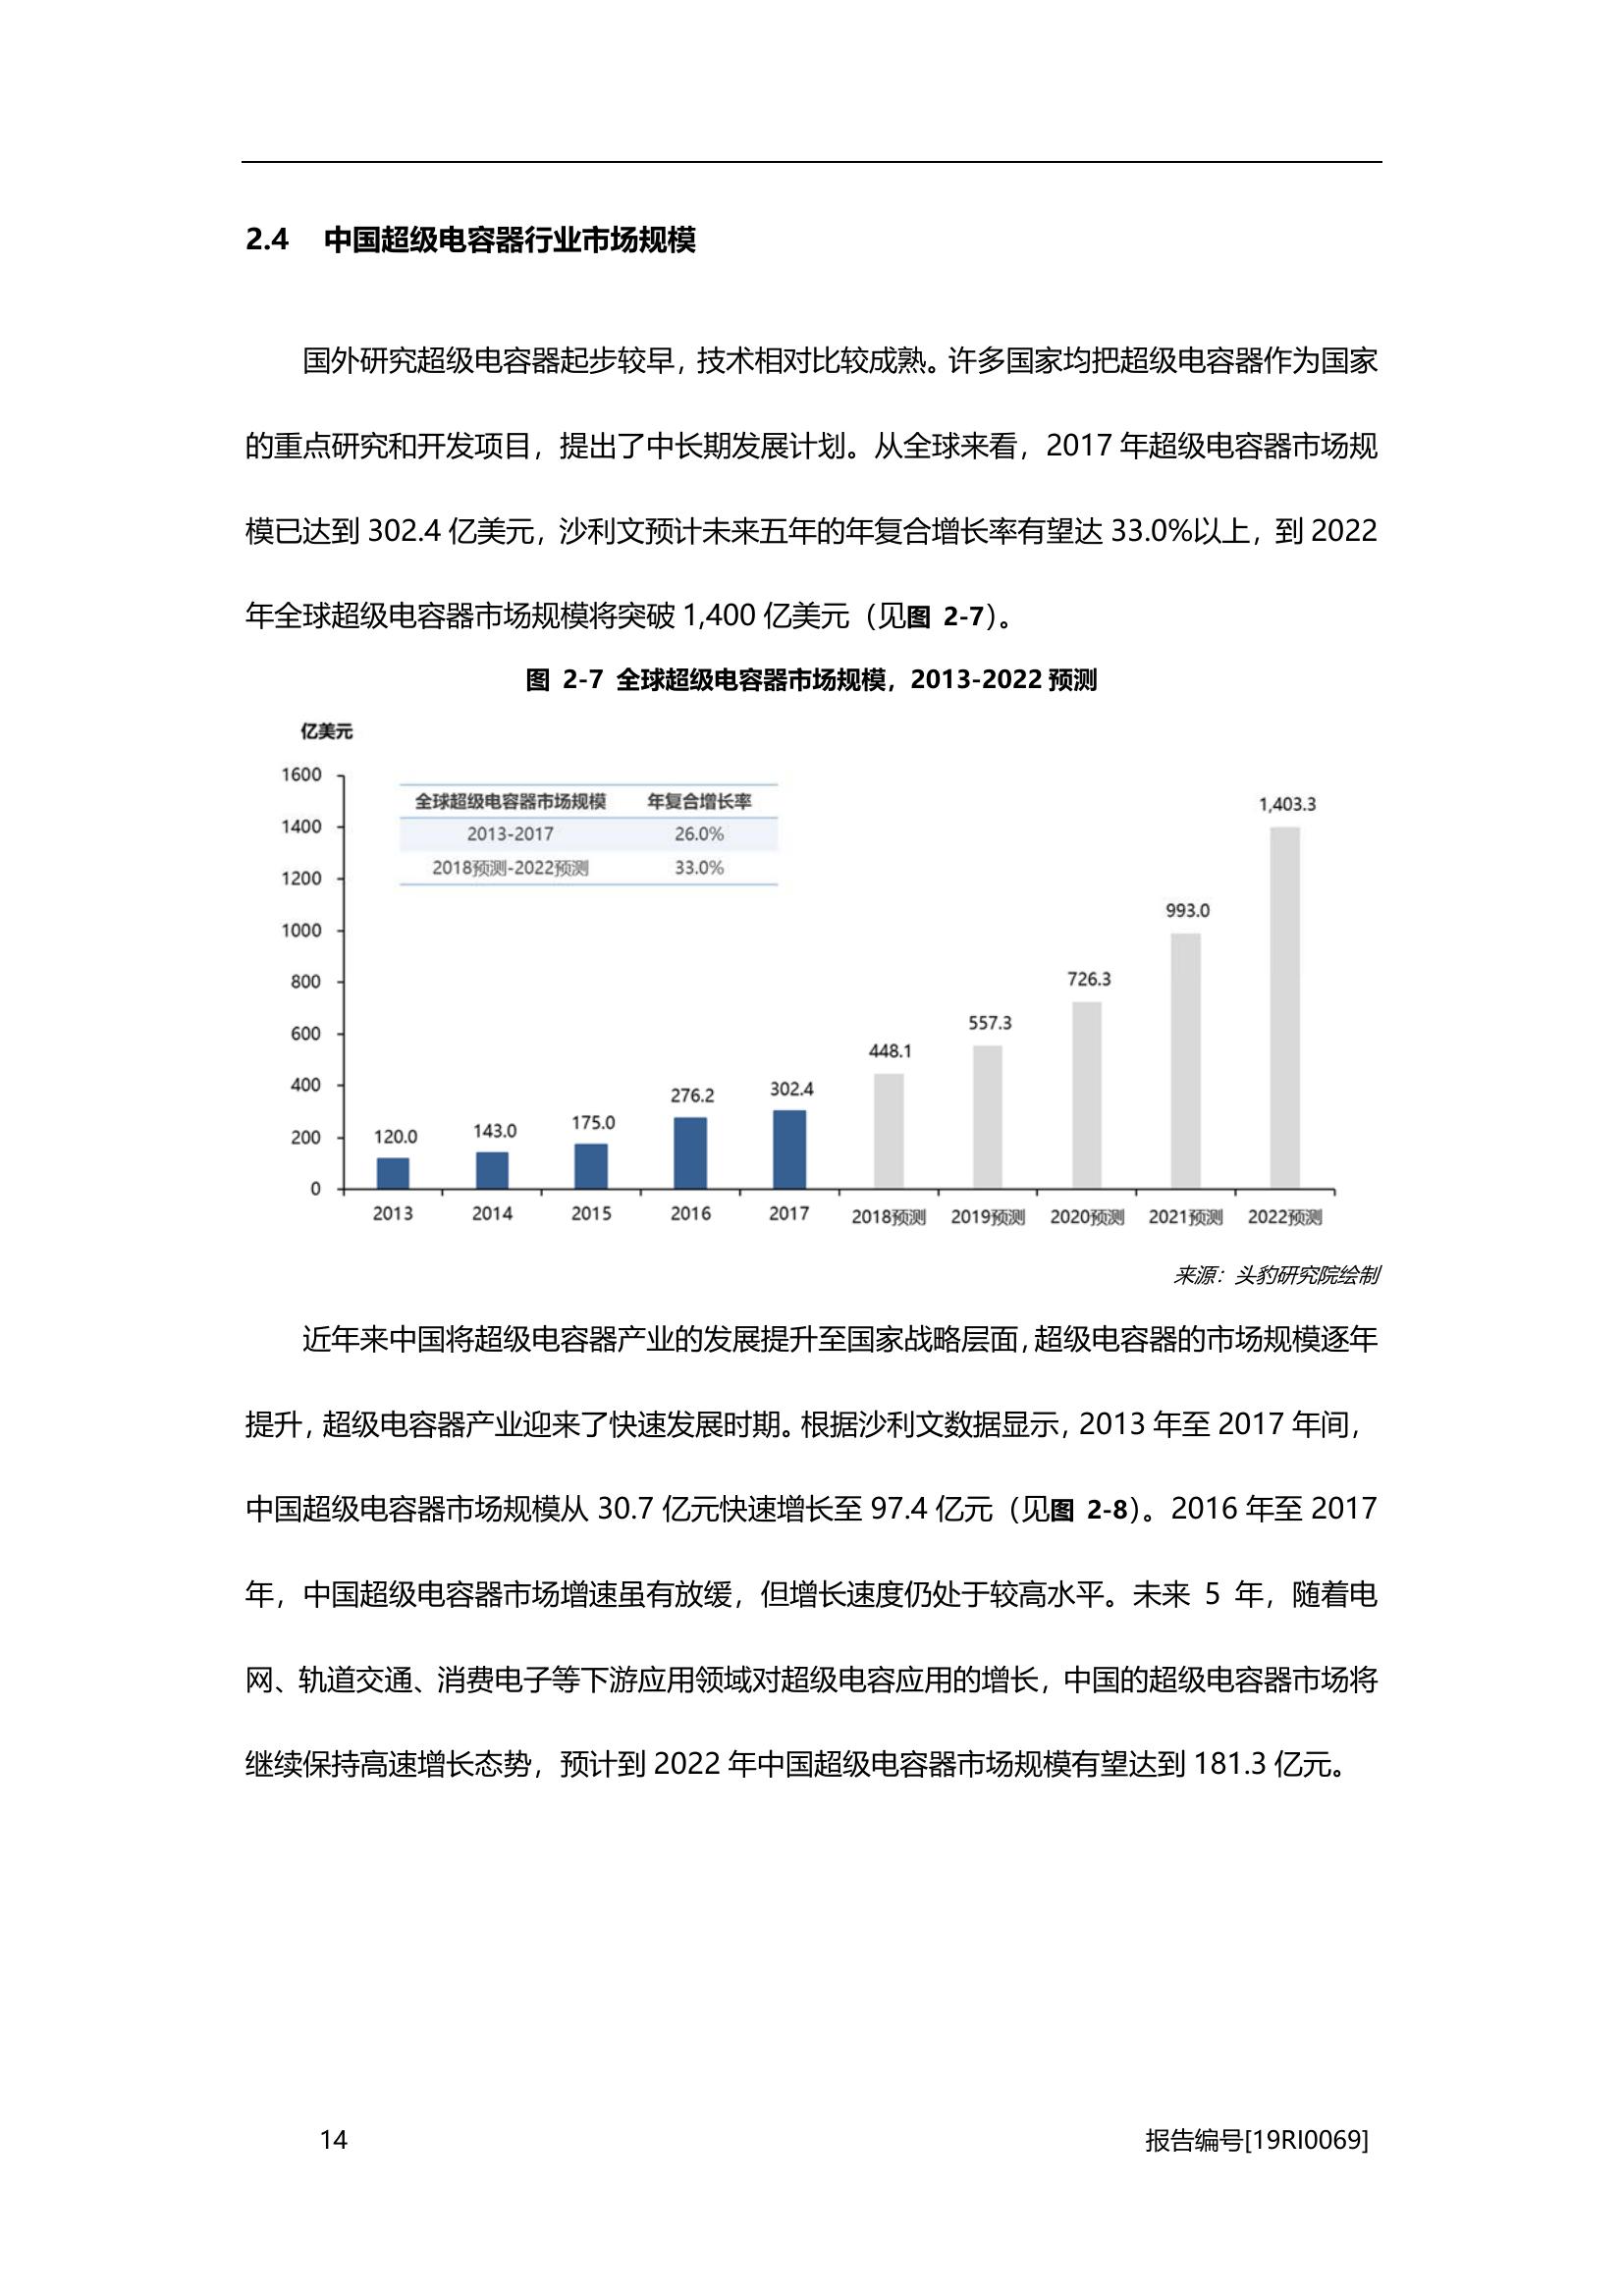 2.4 中国超级电容器行业市场规模
国外研究超级电容器起步较早，技术相对比较成熟。许多国家均把超级电容器作为国家
的重点研究和开发项目，提出了中长期发展计划。从全球来看，2017 年超级电容器市场规
模已达到 302.4 亿美元，沙利文预计未来五年的年复合增长率有望达 33.0%以上，到 2022
年全球超级电容器市场规模将突破 1,400 亿美元（见图 2-7）。
图 2-7 全球超级电容器市场规模，2013-2022 预测
亿美元
全球超级电容器市场规模 年复合增长率
2013-2017 26.0%
2018预测-2022预测 33.0%
1600
1400
1200
1000
800
600
400
200
0
120.0
143.0
175.0
276.2
302.4
448.1
557.3
726.3
993.0
1,403.3
2013 2014 2015 2016 2017 2018预测 2019预测 2020预测 2021预测 2022预测
来源：头豹研究院绘制
近年来中国将超级电容器产业的发展提升至国家战略层面，超级电容器的市场规模逐年
提升，超级电容器产业迎来了快速发展时期。根据沙利文数据显示，2013 年至 2017 年间，
中国超级电容器市场规模从 30.7 亿元快速增长至 97.4 亿元（见图 2-8）。2016 年至 2017
年，中国超级电容器市场增速虽有放缓，但增长速度仍处于较高水平。未来 5 年，随着电
网、轨道交通、消费电子等下游应用领域对超级电容应用的增长，中国的超级电容器市场将
继续保持高速增长态势，预计到 2022 年中国超级电容器市场规模有望达到 181.3 亿元。
14 报告编号[19RI0069]